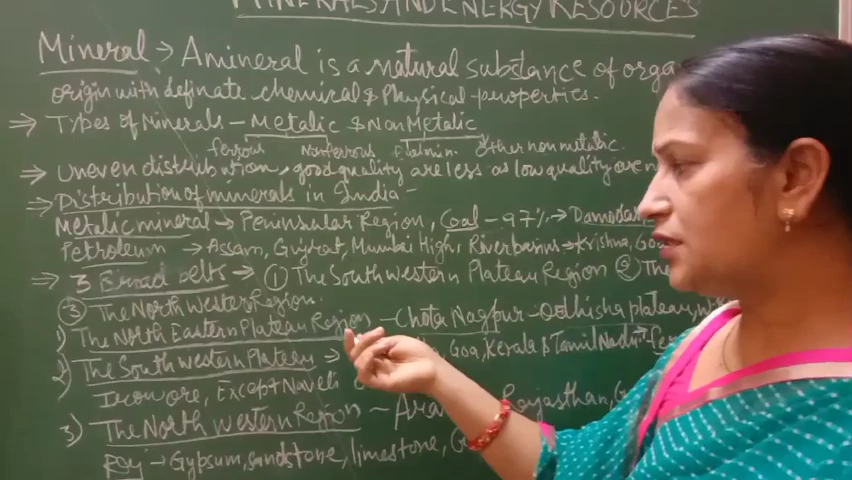 MINERALS AND ENERGY RESOURCES
Mineral → A mineral is a natural substance of orga
origin with definate chemical & Physical properties.
⇒ Types of Minerals - Metalic & Non Metalic
ferrous Nonferrous Other non metalic.
⇒ Uneven distribution, good quality are less as low quality are
⇒ Distribution of minerals in India -
Metalic mineral → Peninsular Region, Coal - 97% → Damodar
Petroleum → Assam, Gujrat, Mumbai High, River basins → Krishna, Go
⇒ 3 Broad belts → ① The South western Plateau Region ② The
③ The North Western Region.
1) The North Eastern Plateau Region - Chota Nagpur - Odhisha plateau,
2) The South western Plateau → Goa, Kerala & Tamil Nadu → fe
Iron ore, Except Naveli
3) The North western Region - Ara Rajasthan, G
Roj → Gypsum, sandstone, limestone,